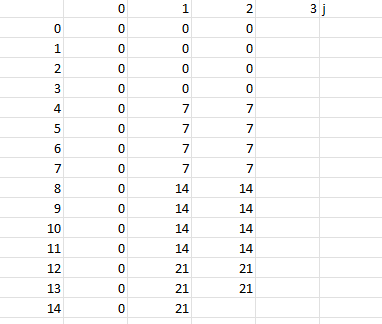 0 1 2 3 j
0 0 0 0
1 0 0 0
2 0 0 0
3 0 0 0
4 0 7 7
5 0 7 7
6 0 7 7
7 0 7 7
8 0 14 14
9 0 14 14
10 0 14 14
11 0 14 14
12 0 21 21
13 0 21 21
14 0 21